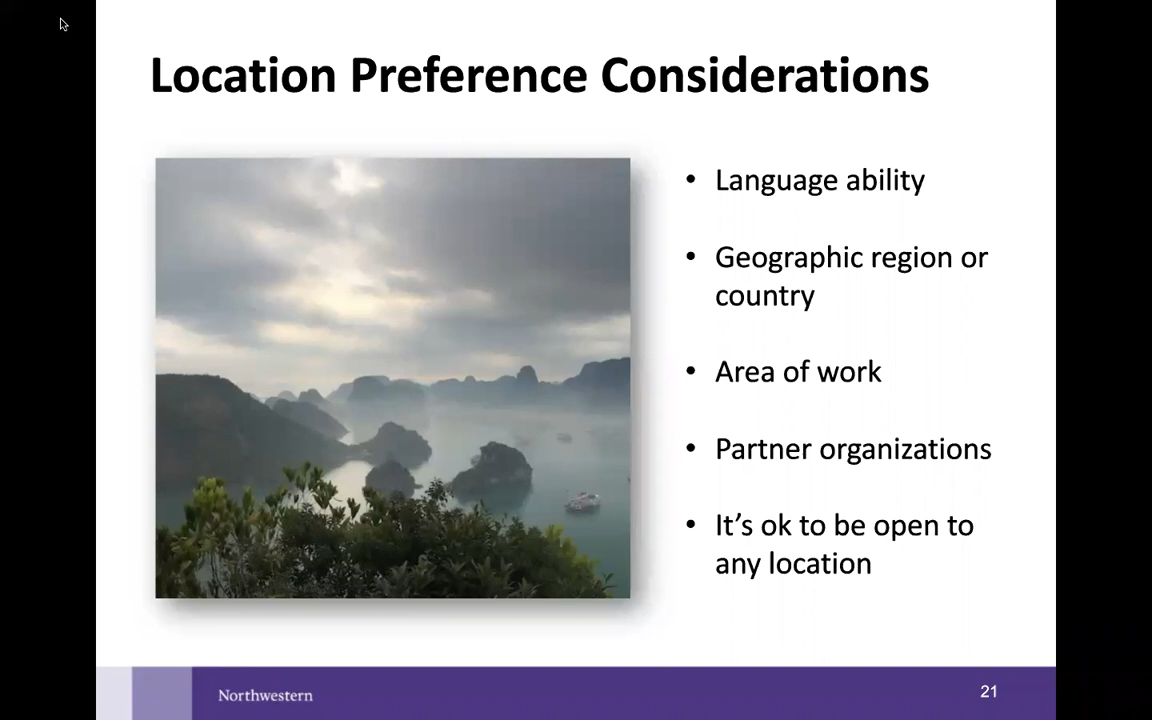 Location Preference Considerations
• Language ability
• Geographic region or
country
• Area of work
• Partner organizations
• It’s ok to be open to
any location
Northwestern
21